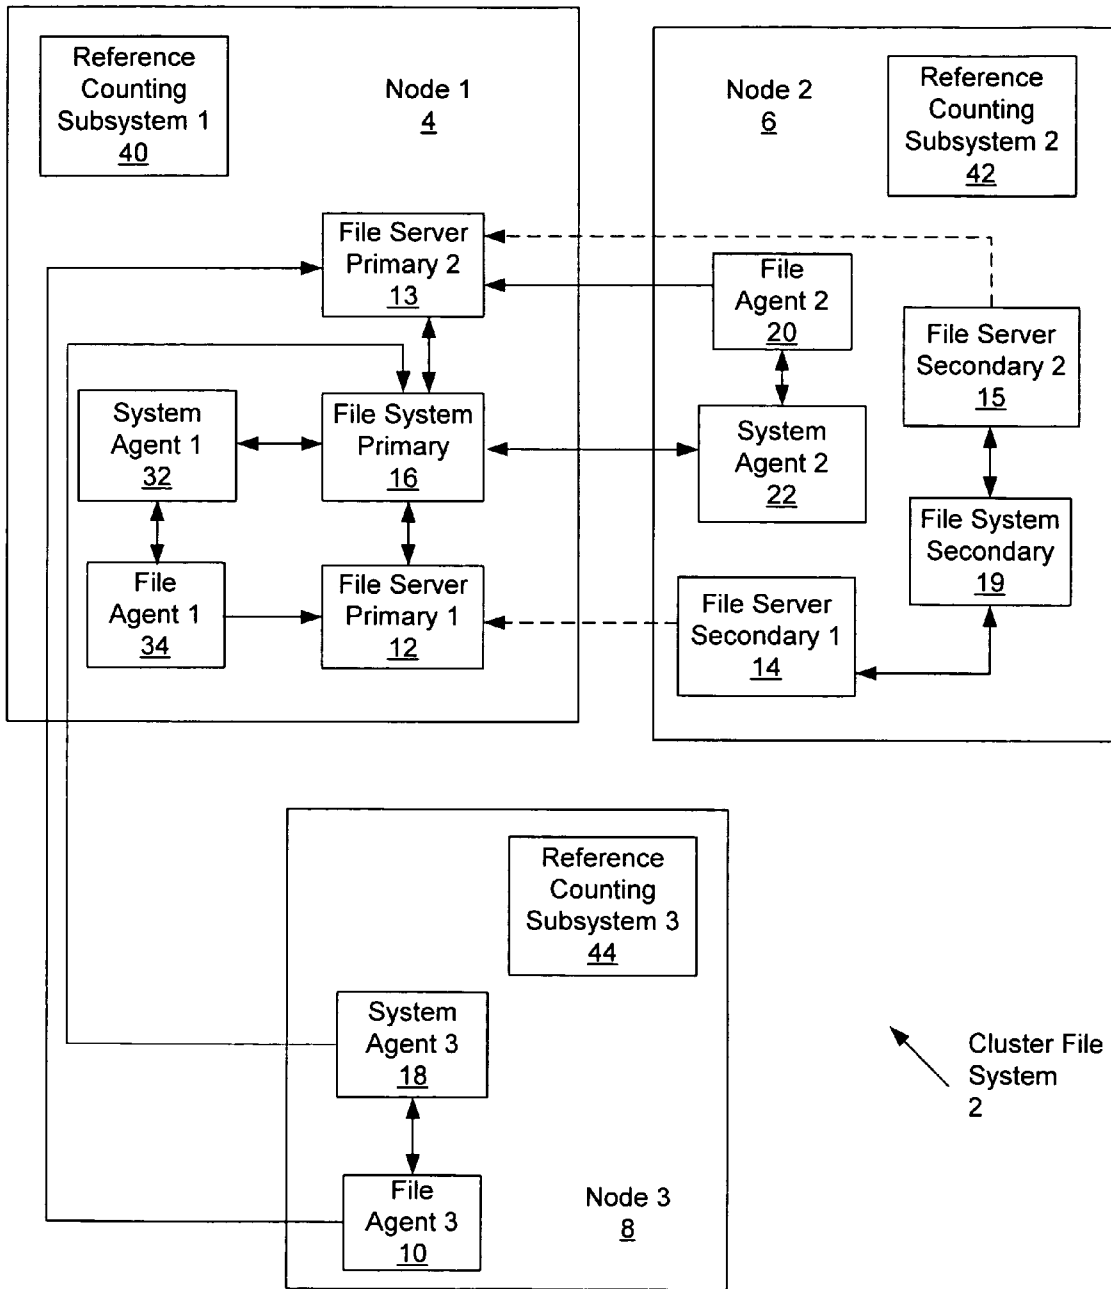 Reference
Counting
Subsystem 1
40
Node 1
4
File Server
Primary 2
13
System
Agent 1
32
File System
Primary
16
File
Agent 1
34
File Server
Primary 1
12
Node 2
6
Reference
Counting
Subsystem 2
42
File
Agent 2
20
File Server
Secondary 2
15
System
Agent 2
22
File System
Secondary
19
File Server
Secondary 1
14
Reference
Counting
Subsystem 3
44
System
Agent 3
18
File
Agent 3
10
Node 3
8
Cluster File
System
2